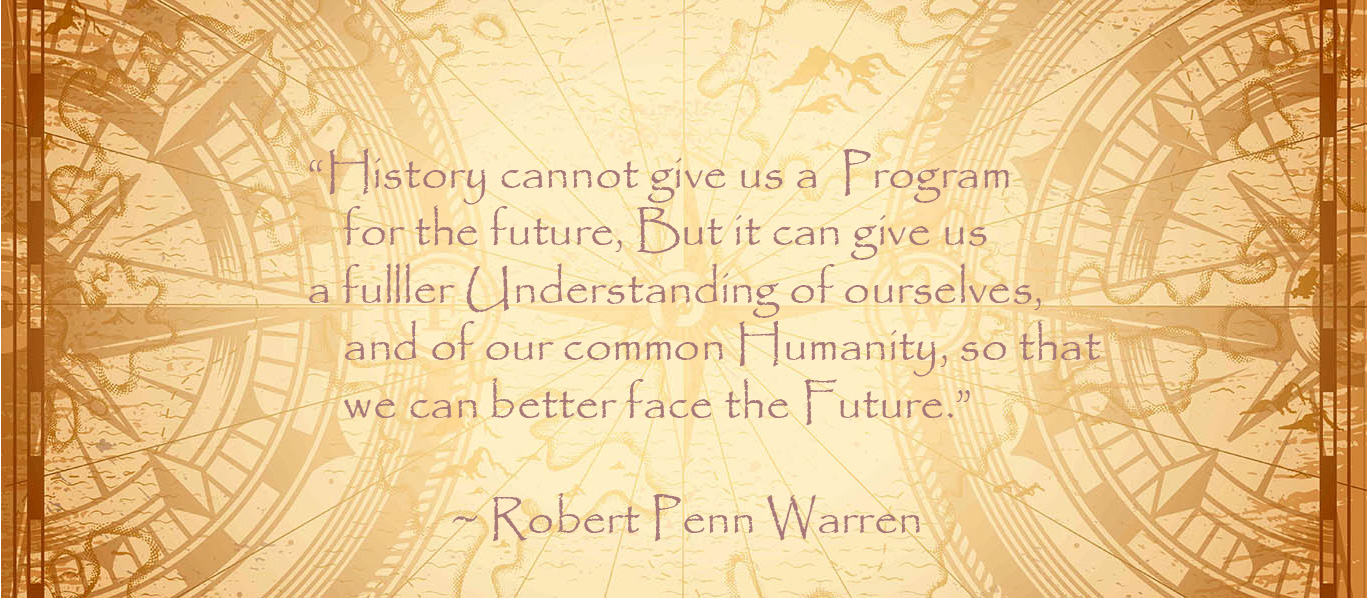 “History cannot give us a Program
for the future, But it can give us
a fulller Understanding of ourselves,
and of our common Humanity, so that
we can better face the Future.”
~ Robert Penn Warren
E
W